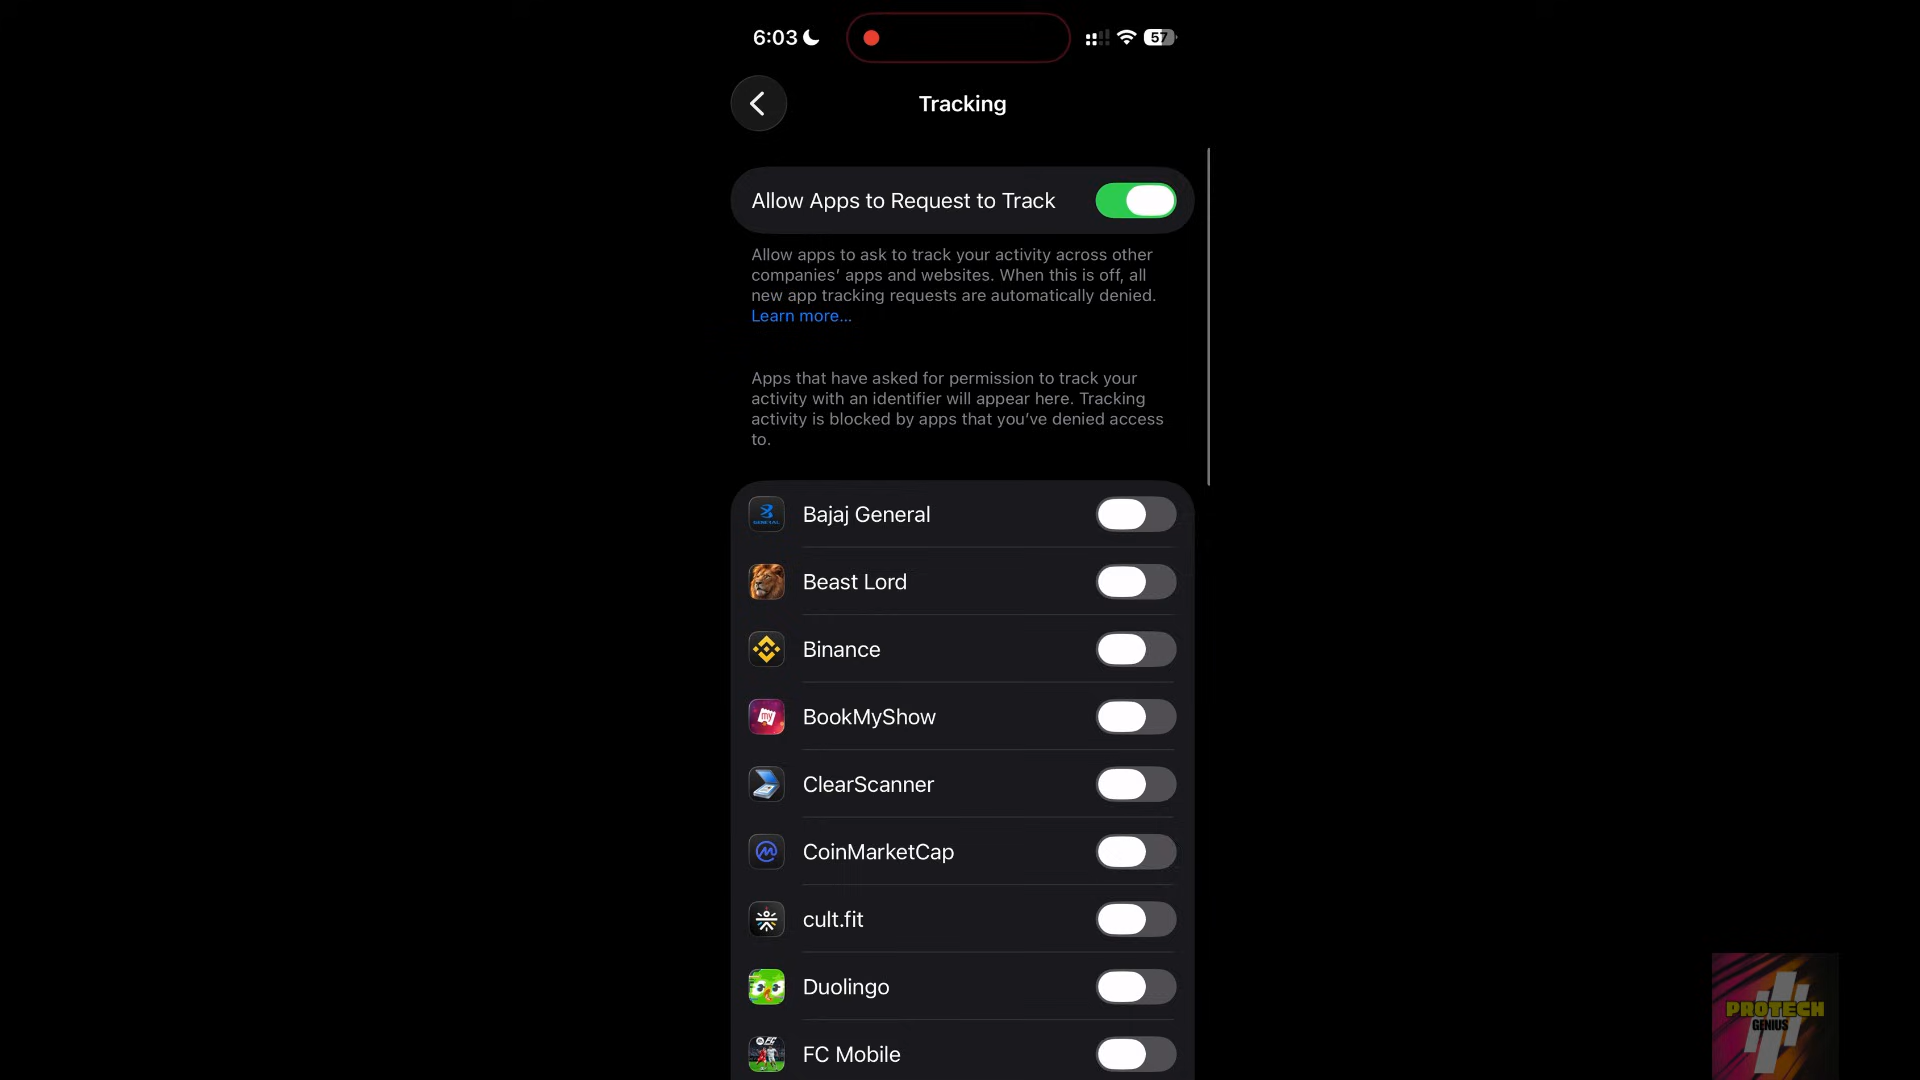 6:03
57
Tracking
Allow Apps to Request to Track
Allow apps to ask to track your activity across other
companies’ apps and websites. When this is off, all
new app tracking requests are automatically denied.
Learn more...
Apps that have asked for permission to track your
activity with an identifier will appear here. Tracking
activity is blocked by apps that you’ve denied access
to.
GENERAL
Bajaj General
Beast Lord
Binance
my
BookMyShow
ClearScanner
CoinMarketCap
cult.fit
Duolingo
FC
FC Mobile
PROTECH
GENIUS